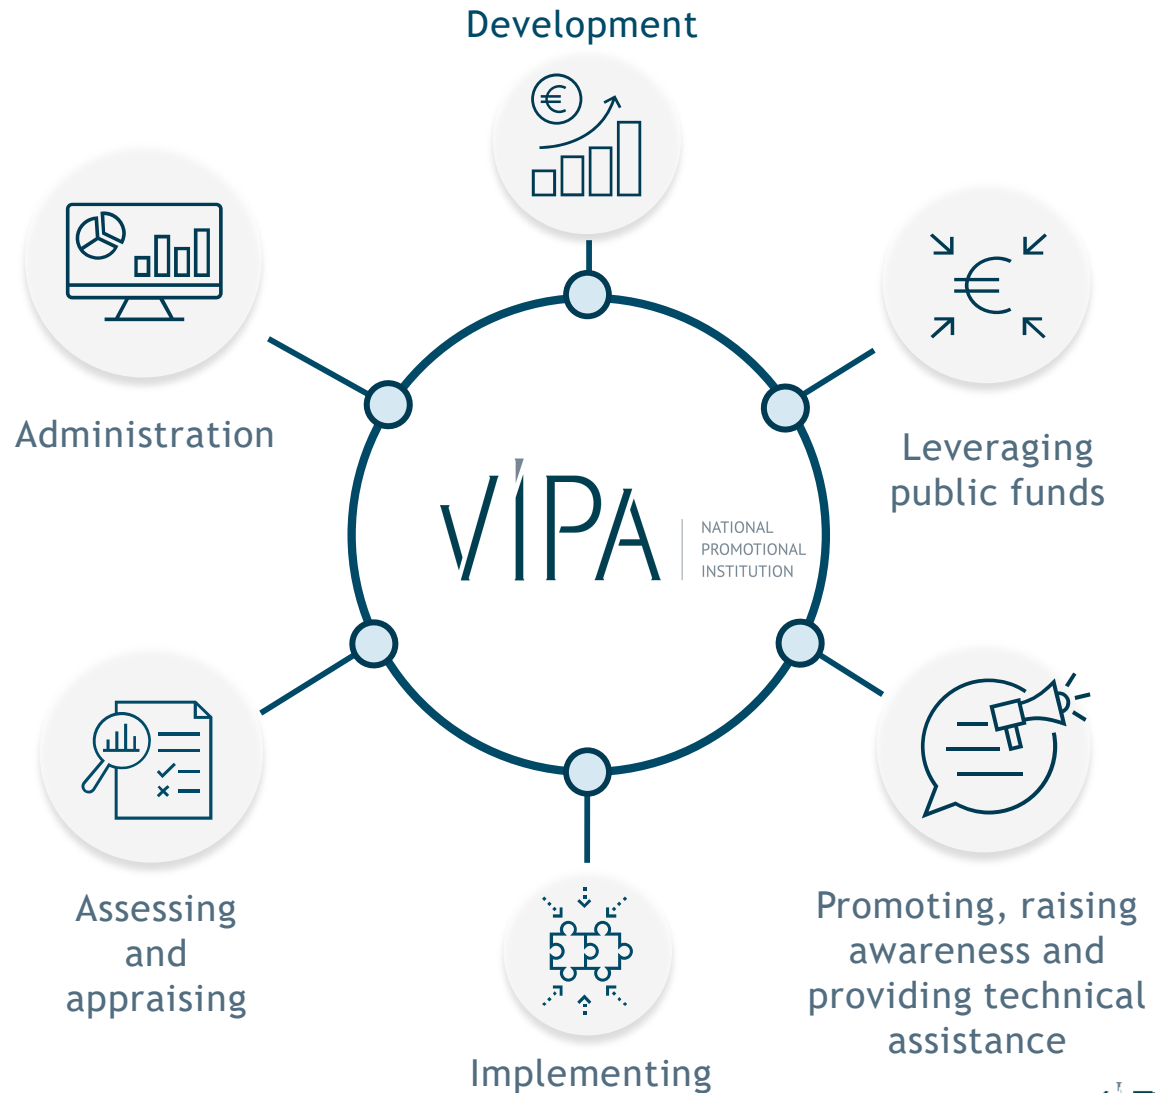 Development
Administration
Leveraging
public funds
VIPA
NATIONAL
PROMOTIONAL
INSTITUTION
Assessing
and
appraising
Promoting, raising
awareness and
providing technical
assistance
Implementing